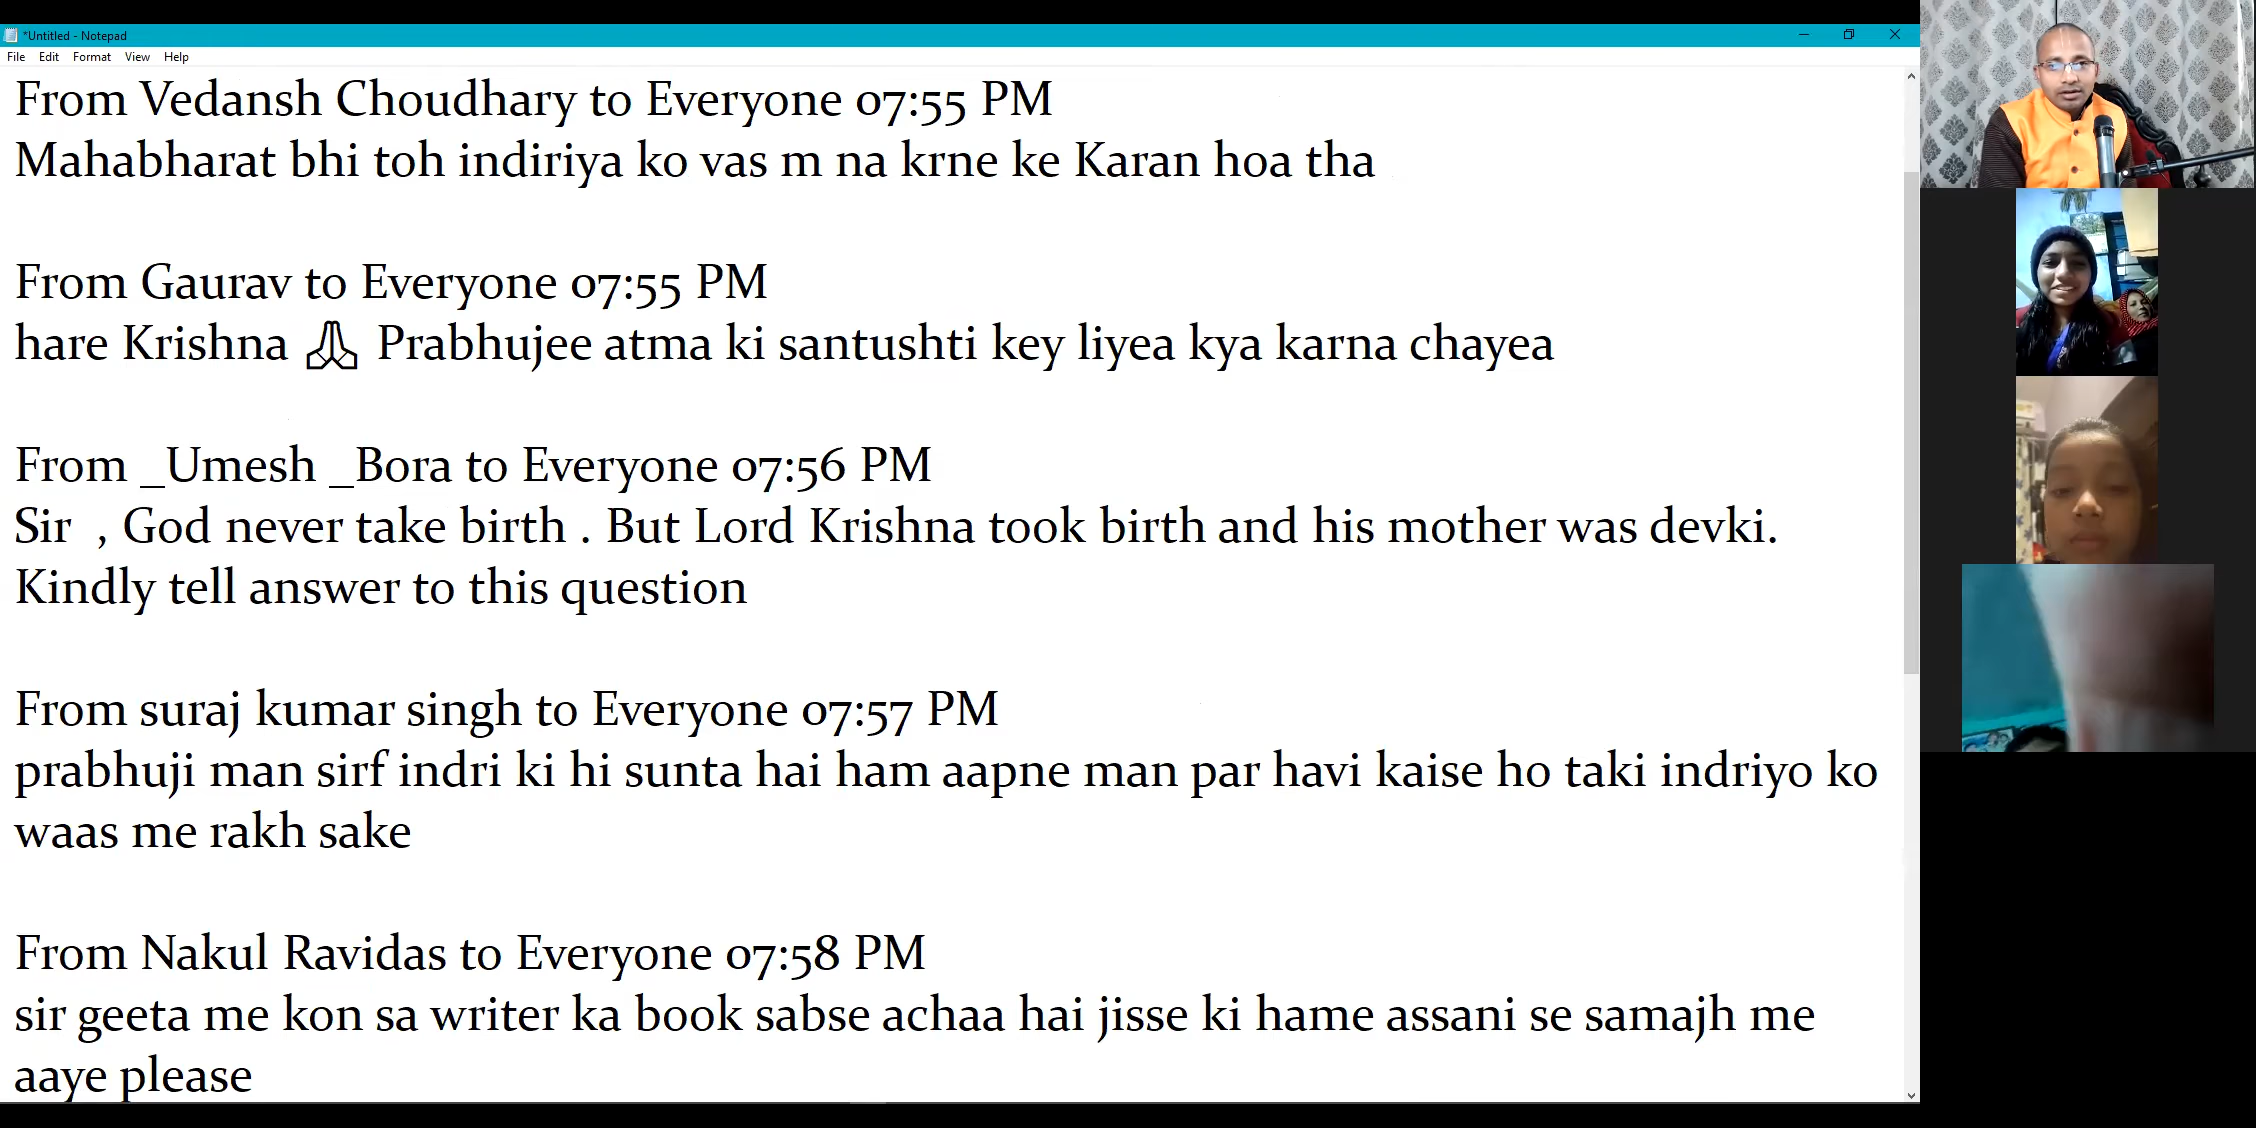 *Untitled - Notepad
File Edit Format View Help
From Vedansh Choudhary to Everyone 07:55 PM
Mahabharat bhi toh indiriya ko vas m na krne ke Karan hoa tha
From Gaurav to Everyone 07:55 PM
hare Krishna 🙏 Prabhujee atma ki santushti key liyea kya karna chayea
From _Umesh _Bora to Everyone 07:56 PM
Sir , God never take birth . But Lord Krishna took birth and his mother was devki.
Kindly tell answer to this question
From suraj kumar singh to Everyone 07:57 PM
prabhuji man sirf indri ki hi sunta hai ham aapne man par havi kaise ho taki indriyo ko
waas me rakh sake
From Nakul Ravidas to Everyone 07:58 PM
sir geeta me kon sa writer ka book sabse achaa hai jisse ki hame assani se samajh me
aaye please